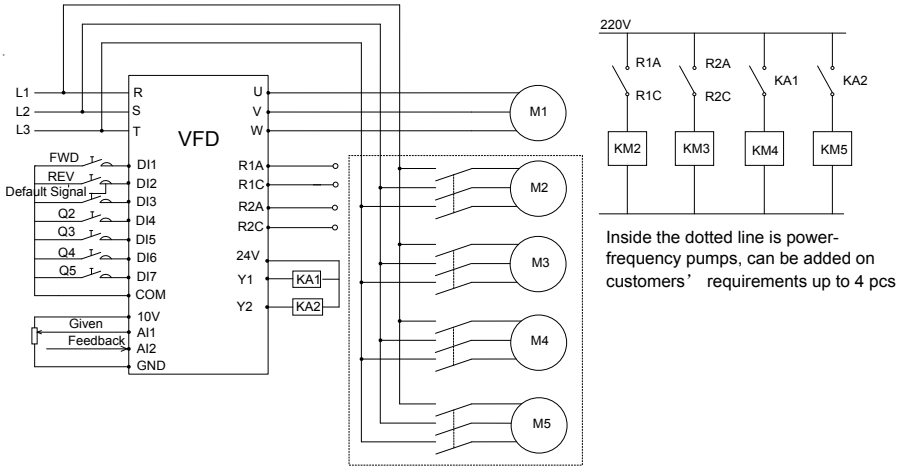 L1
L2
L3
R
S
T
VFD
U
V
W
M1
FWD
REV
Default Signal
Q2
Q3
Q4
Q5
DI1
DI2
DI3
DI4
DI5
DI6
DI7
COM
10V
AI1
AI2
GND
Given
Feedback
R1A
R1C
R2A
R2C
24V
Y1
Y2
KA1
KA2
M2
M3
M4
M5
220V
R1A
R1C
R2A
R2C
KA1
KA2
KM2
KM3
KM4
KM5
Inside the dotted line is power-
frequency pumps, can be added on
customers’ requirements up to 4 pcs